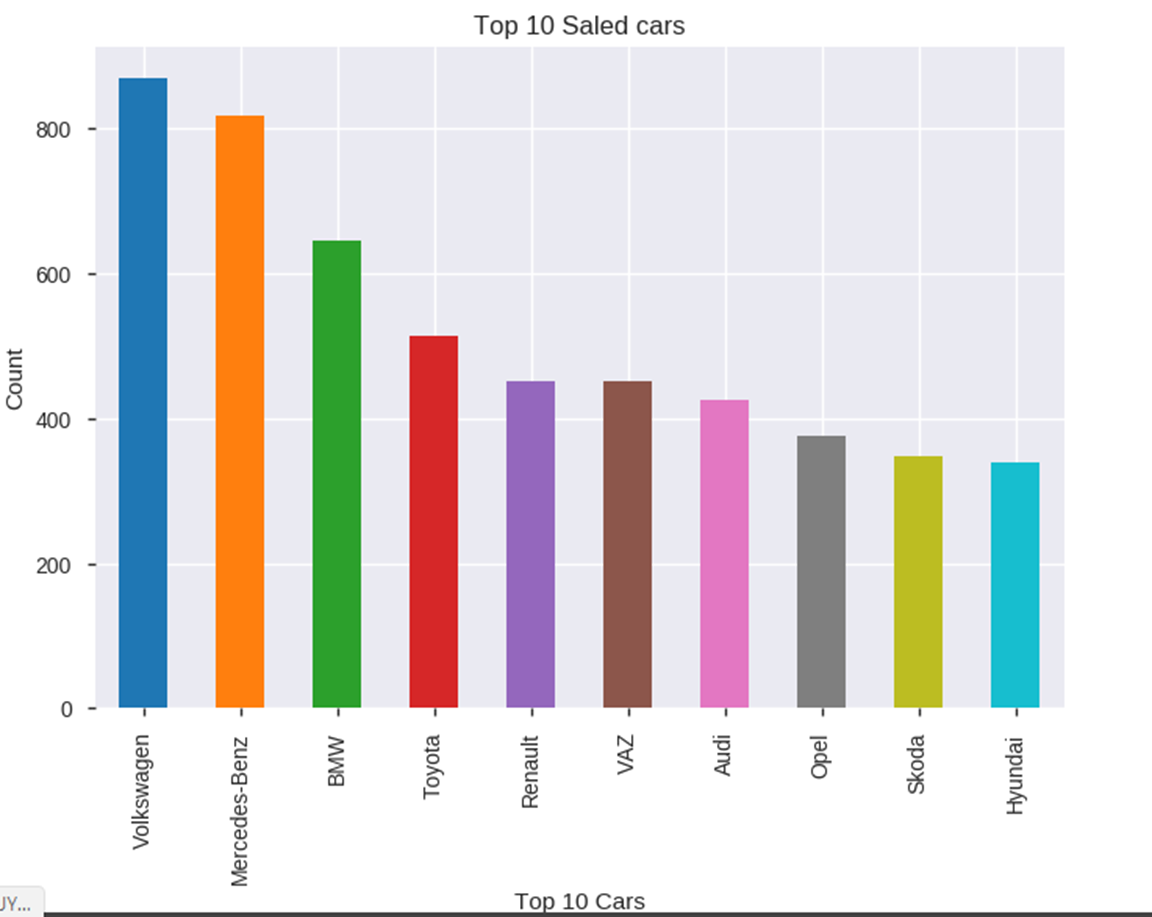 Top 10 Saled cars
Count
800
600
400
200
0
Volkswagen
Mercedes-Benz
BMW
Toyota
Renault
VAZ
Audi
Opel
Skoda
Hyundai
Top 10 Cars